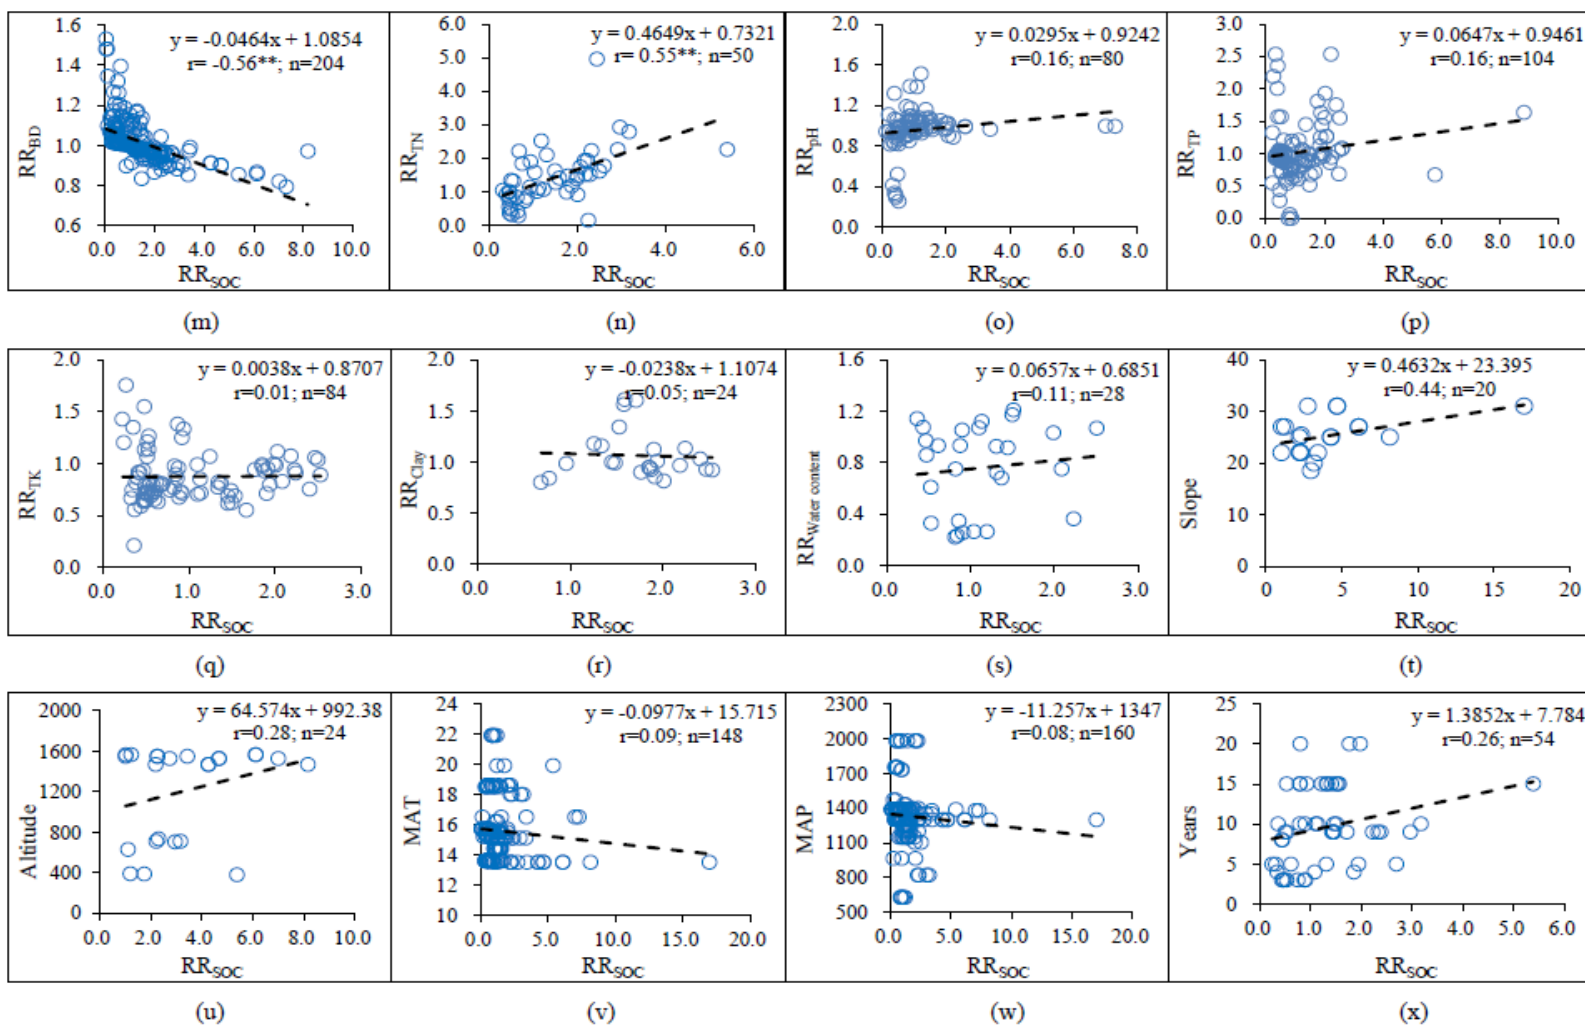 1.6
1.4
1.2
1.0
0.8
0.6
RR_BD
y = -0.0464x + 1.0854
r= -0.56**; n=204
0.0 2.0 4.0 6.0 8.0 10.0
RR_SOC
(m)
6.0
5.0
4.0
3.0
2.0
1.0
0.0
RR_TN
y = 0.4649x + 0.7321
r= 0.55**; n=50
0.0 2.0 4.0 6.0
RR_SOC
(n)
2.0
1.6
1.2
0.8
0.4
0.0
RR_pH
y = 0.0295x + 0.9242
r=0.16; n=80
0.0 2.0 4.0 6.0 8.0
RR_SOC
(o)
3.0
2.5
2.0
1.5
1.0
0.5
0.0
RR_TP
y = 0.0647x + 0.9461
r=0.16; n=104
0.0 2.0 4.0 6.0 8.0 10.0
RR_SOC
(p)
2.0
1.5
1.0
0.5
0.0
RR_TK
y = 0.0038x + 0.8707
r=0.01; n=84
0.0 1.0 2.0 3.0
RR_SOC
(q)
2.0
1.5
1.0
0.5
0.0
RR_Clay
y = -0.0238x + 1.1074
r=0.05; n=24
0.0 1.0 2.0 3.0
RR_SOC
(r)
1.6
1.2
0.8
0.4
0.0
RR_Water content
y = 0.0657x + 0.6851
r=0.11; n=28
0.0 1.0 2.0 3.0
RR_SOC
(s)
40
30
20
10
0
Slope
y = 0.4632x + 23.395
r=0.44; n=20
0 5 10 15 20
RR_SOC
(t)
2000
1600
1200
800
400
0
Altitude
y = 64.574x + 992.38
r=0.28; n=24
0.0 2.0 4.0 6.0 8.0 10.0
RR_SOC
(u)
24
22
20
18
16
14
12
10
MAT
y = -0.0977x + 15.715
r=0.09; n=148
0.0 5.0 10.0 15.0 20.0
RR_SOC
(v)
2300
2000
1700
1400
1100
800
500
MAP
y = -11.257x + 1347
r=0.08; n=160
0.0 5.0 10.0 15.0 20.0
RR_SOC
(w)
25
20
15
10
5
0
Years
y = 1.3852x + 7.784
r=0.26; n=54
0.0 1.0 2.0 3.0 4.0 5.0 6.0
RR_SOC
(x)